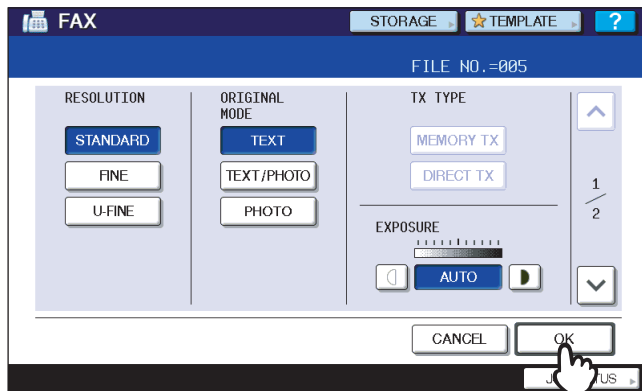 FAX
STORAGE
TEMPLATE
?
FILE NO.=005
RESOLUTION
STANDARD
FINE
U-FINE
ORIGINAL
MODE
TEXT
TEXT/PHOTO
PHOTO
TX TYPE
MEMORY TX
DIRECT TX
EXPOSURE
AUTO
1
2
CANCEL
OK